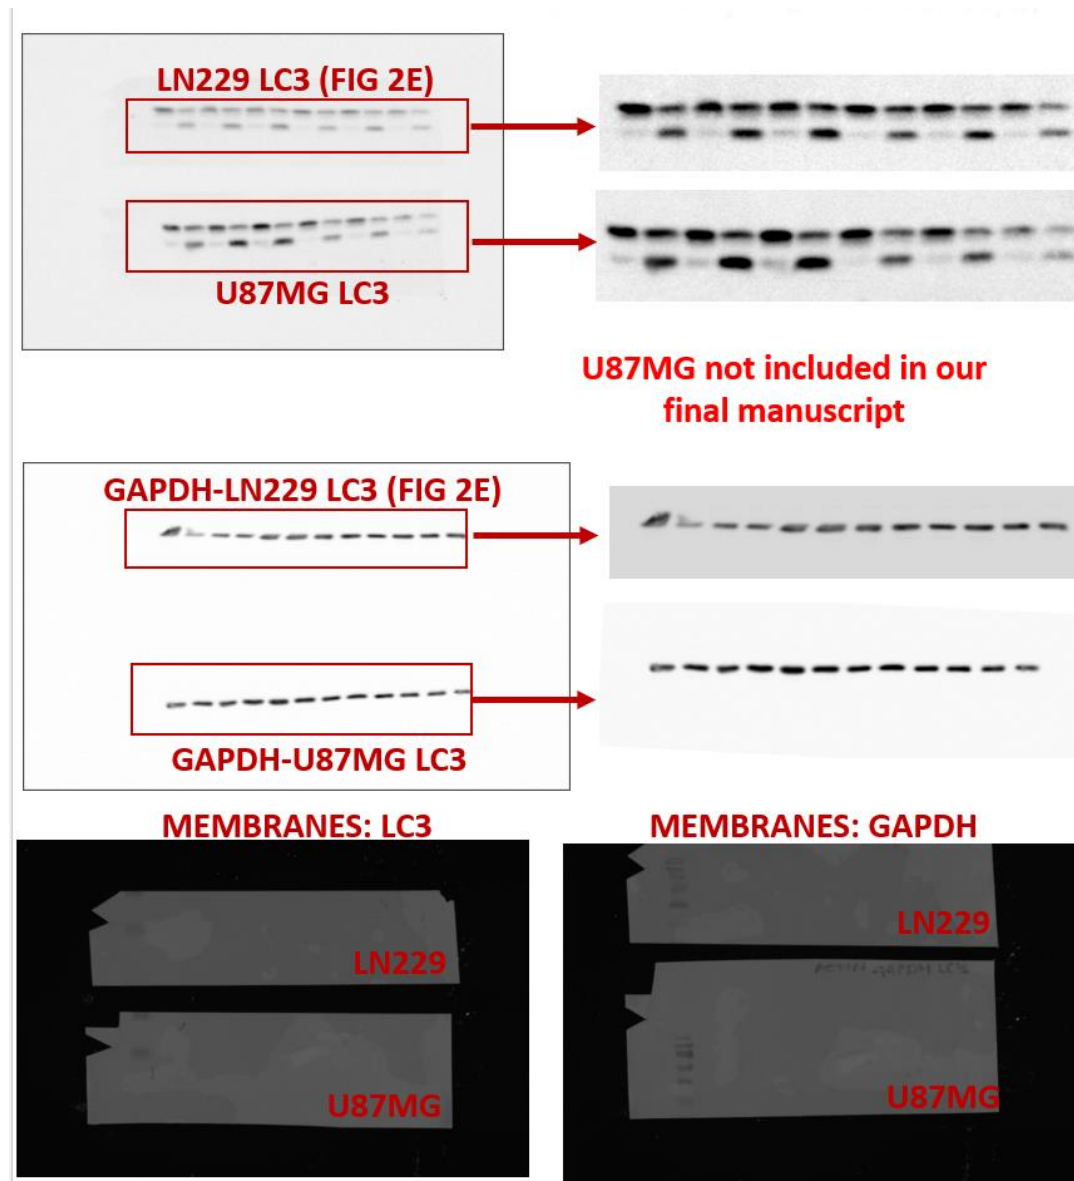 LN229 LC3 (FIG 2E)
U87MG LC3
U87MG not included in our
final manuscript
GAPDH-LN229 LC3 (FIG 2E)
GAPDH-U87MG LC3
MEMBRANES: LC3
MEMBRANES: GAPDH
LN229
U87MG
LN229
U87MG